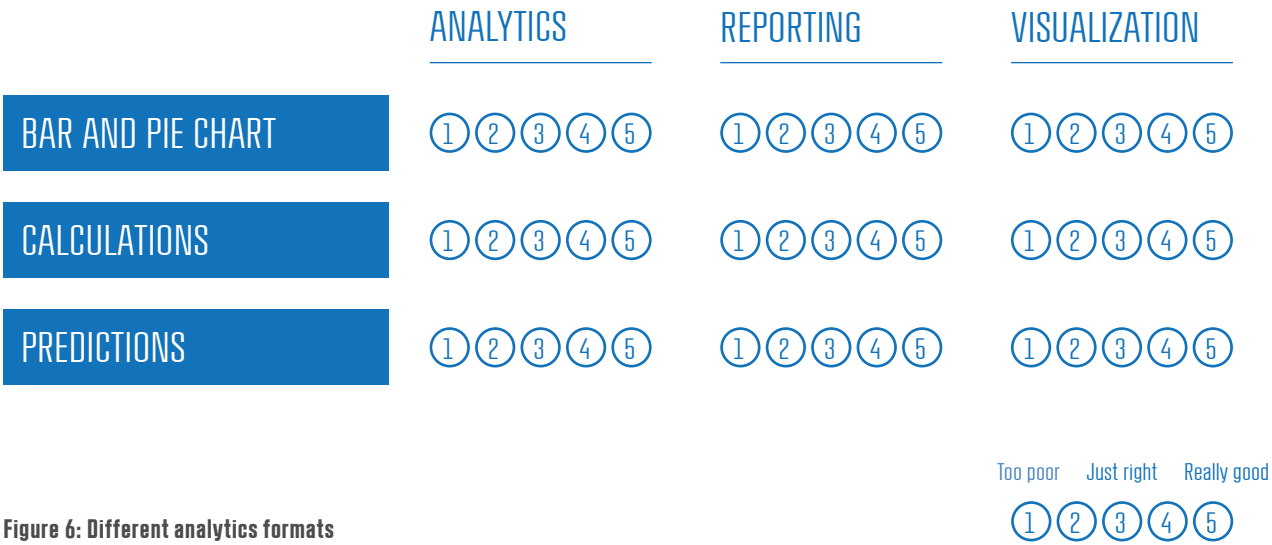 ANALYTICS REPORTING VISUALIZATION
BAR AND PIE CHART 1 2 3 4 5 1 2 3 4 5 1 2 3 4 5
CALCULATIONS 1 2 3 4 5 1 2 3 4 5 1 2 3 4 5
PREDICTIONS 1 2 3 4 5 1 2 3 4 5 1 2 3 4 5
Too poor Just right Really good
1 2 3 4 5
Figure 6: Different analytics formats